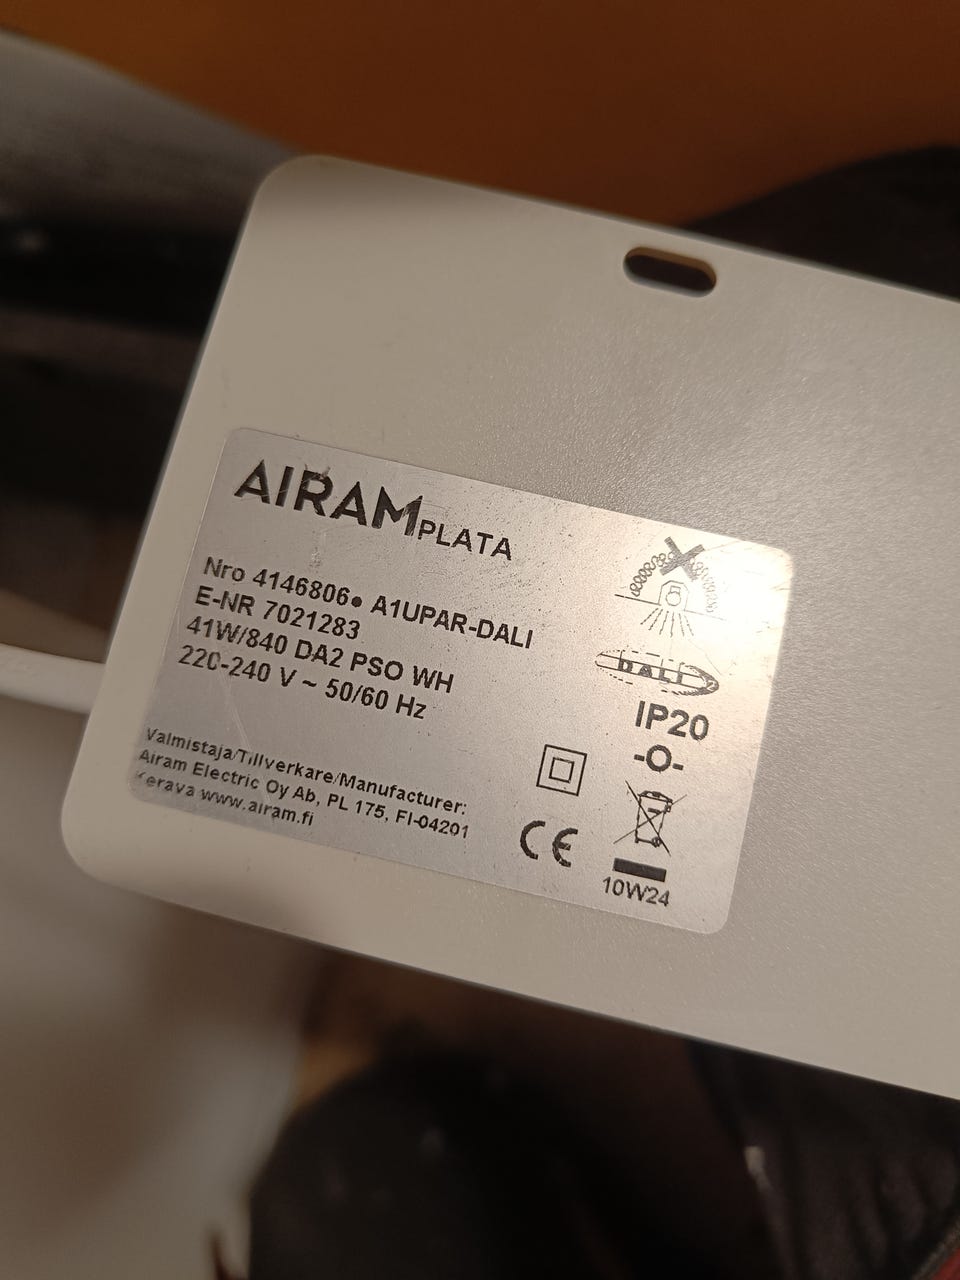 AIRAM PLATA
Nro 4146806• A1UPAR-DALI
E-NR 7021283
41W/840 DA2 PSO WH
220-240 V ~ 50/60 Hz
Valmistaja/Tillverkare/Manufacturer:
Airam Electric Oy Ab, PL 175, FI-04201
Kerava www.airam.fi
DALI 2
IP20
-O-
CE
10W24